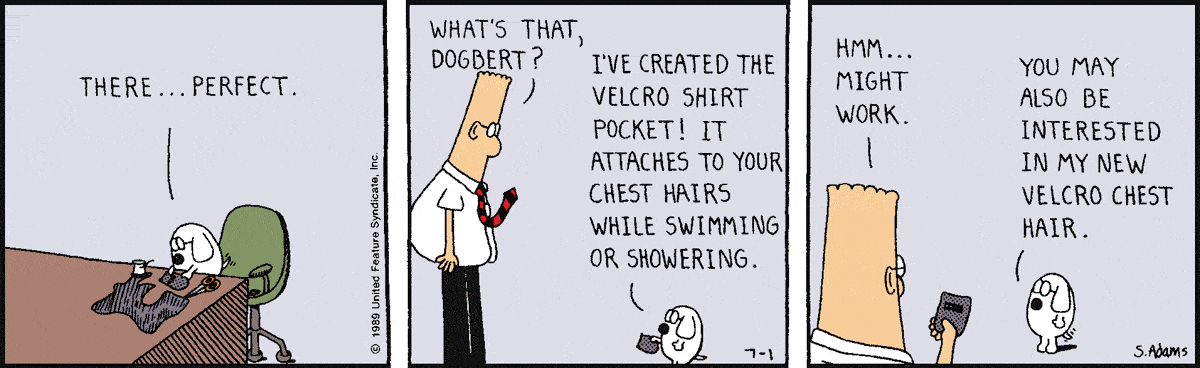 THERE... PERFECT.
© 1989 United Feature Syndicate, Inc.
WHAT'S THAT,
DOGBERT?
I'VE CREATED THE
VELCRO SHIRT
POCKET! IT
ATTACHES TO YOUR
CHEST HAIRS
WHILE SWIMMING
OR SHOWERING.
7-1
HMM...
MIGHT
WORK.
YOU MAY
ALSO BE
INTERESTED
IN MY NEW
VELCRO CHEST
HAIR.
S.Adams